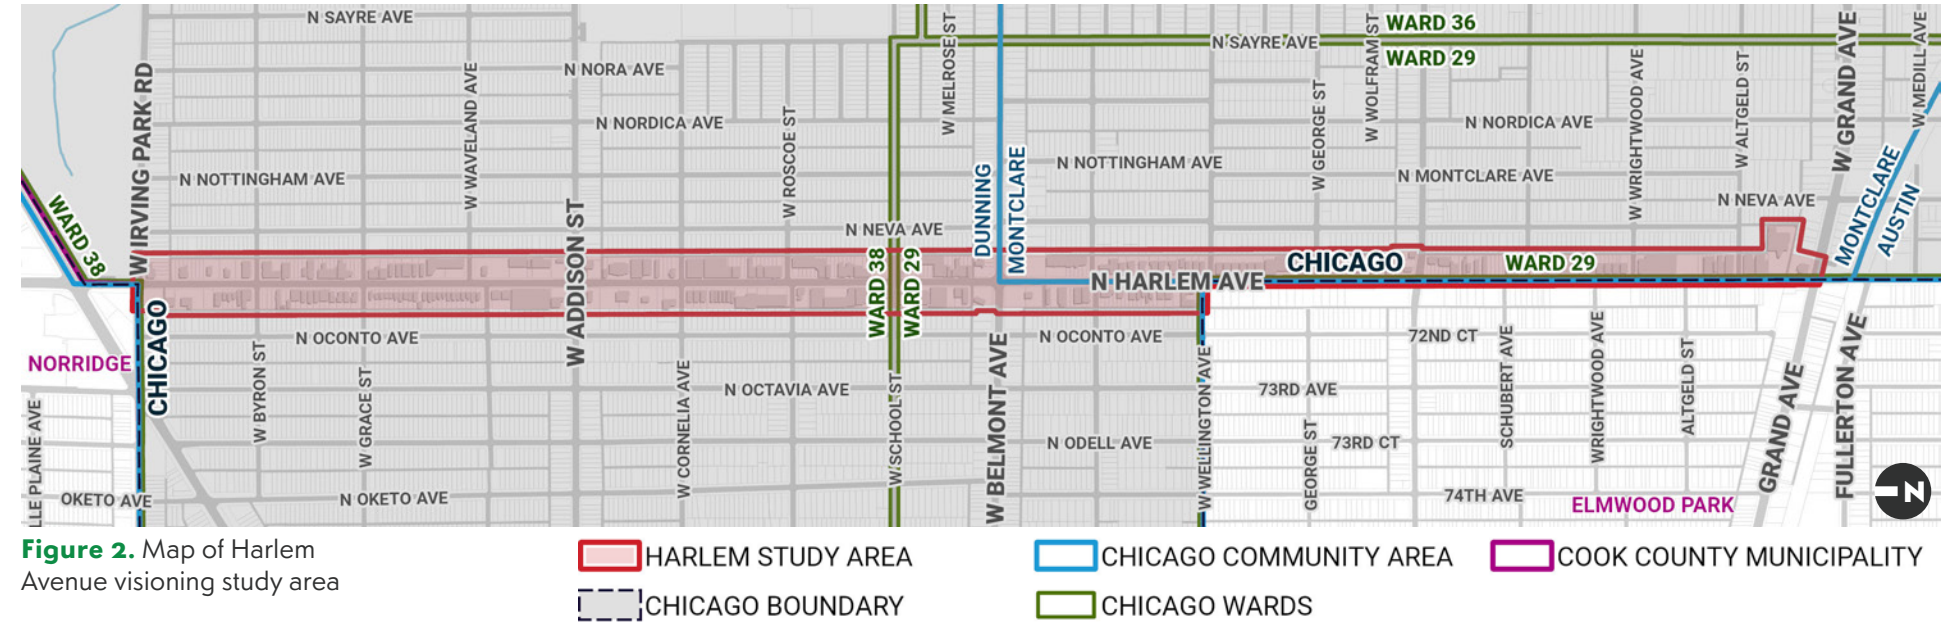 N SAYRE AVE
WARD 36
N SAYRE AVE
WARD 29
N NORA AVE
W IRVING PARK RD
W WAVELAND AVE
W MELROSE ST
W WOLFRAM ST
W GRAND AVE
W MEDILL AVE
N NORDICA AVE
W ROSCOE ST
W GEORGE ST
N NORDICA AVE
W WRIGHTWOOD AVE
W ALTGELD ST
N NOTTINGHAM AVE
N NOTTINGHAM AVE
N MONTCLARE AVE
DUNNING
MONTCLARE
N NEVA AVE
MONTCLARE
AUSTIN
WARD 38
W ADDISON ST
N NEVA AVE
WARD 38
WARD 29
CHICAGO
WARD 29
N HARLEM AVE
CHICAGO
NORRIDGE
N OCONTO AVE
N OCONTO AVE
72ND CT
W BYRON ST
W GRACE ST
W CORNELIA AVE
N OCTAVIA AVE
W SCHOOL ST
W BELMONT AVE
W WELLINGTON AVE
73RD AVE
SCHUBERT AVE
WRIGHTWOOD AVE
ALTGELD ST
GRAND AVE
FULLERTON AVE
N ODELL AVE
GEORGE ST
73RD CT
LLE PLAINE AVE
OKETO AVE
N OKETO AVE
74TH AVE
ELMWOOD PARK
N
Figure 2. Map of Harlem
Avenue visioning study area
HARLEM STUDY AREA
CHICAGO COMMUNITY AREA
COOK COUNTY MUNICIPALITY
CHICAGO BOUNDARY
CHICAGO WARDS